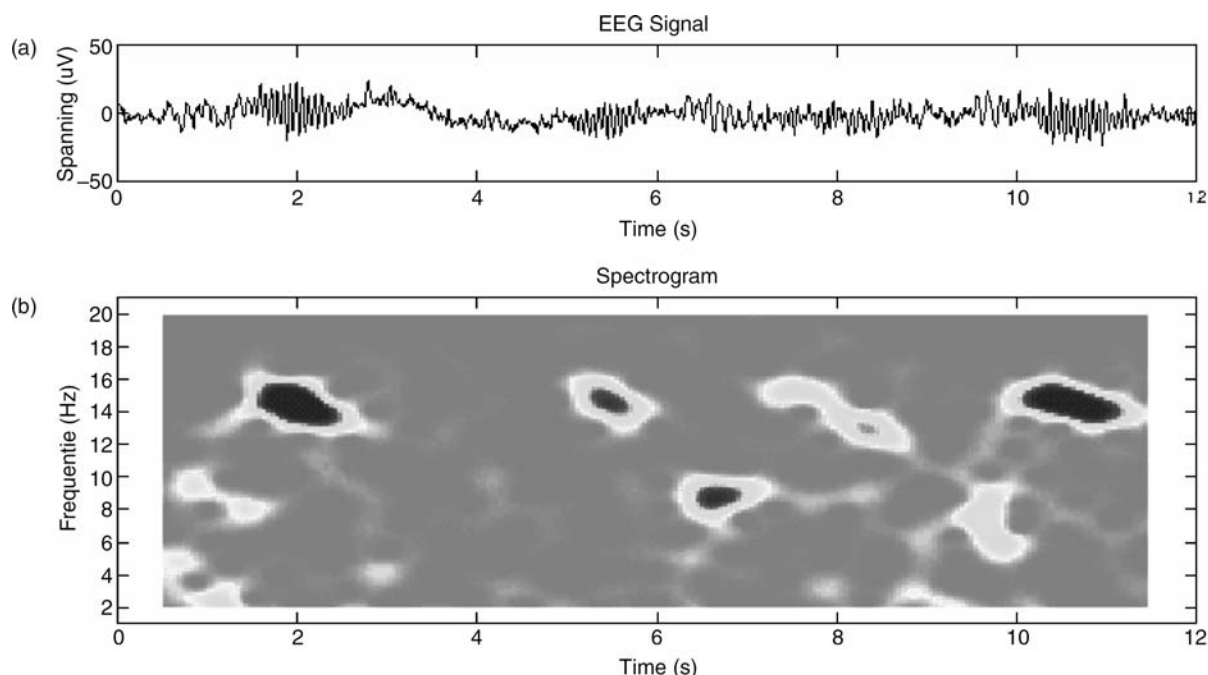 EEG Signal
(a)
Spanning (uV)
50
0
–50
0 2 4 6 8 10 12
Time (s)
Spectrogram
(b)
Frequentie (Hz)
20
18
16
14
12
10
8
6
4
2
0 2 4 6 8 10 12
Time (s)